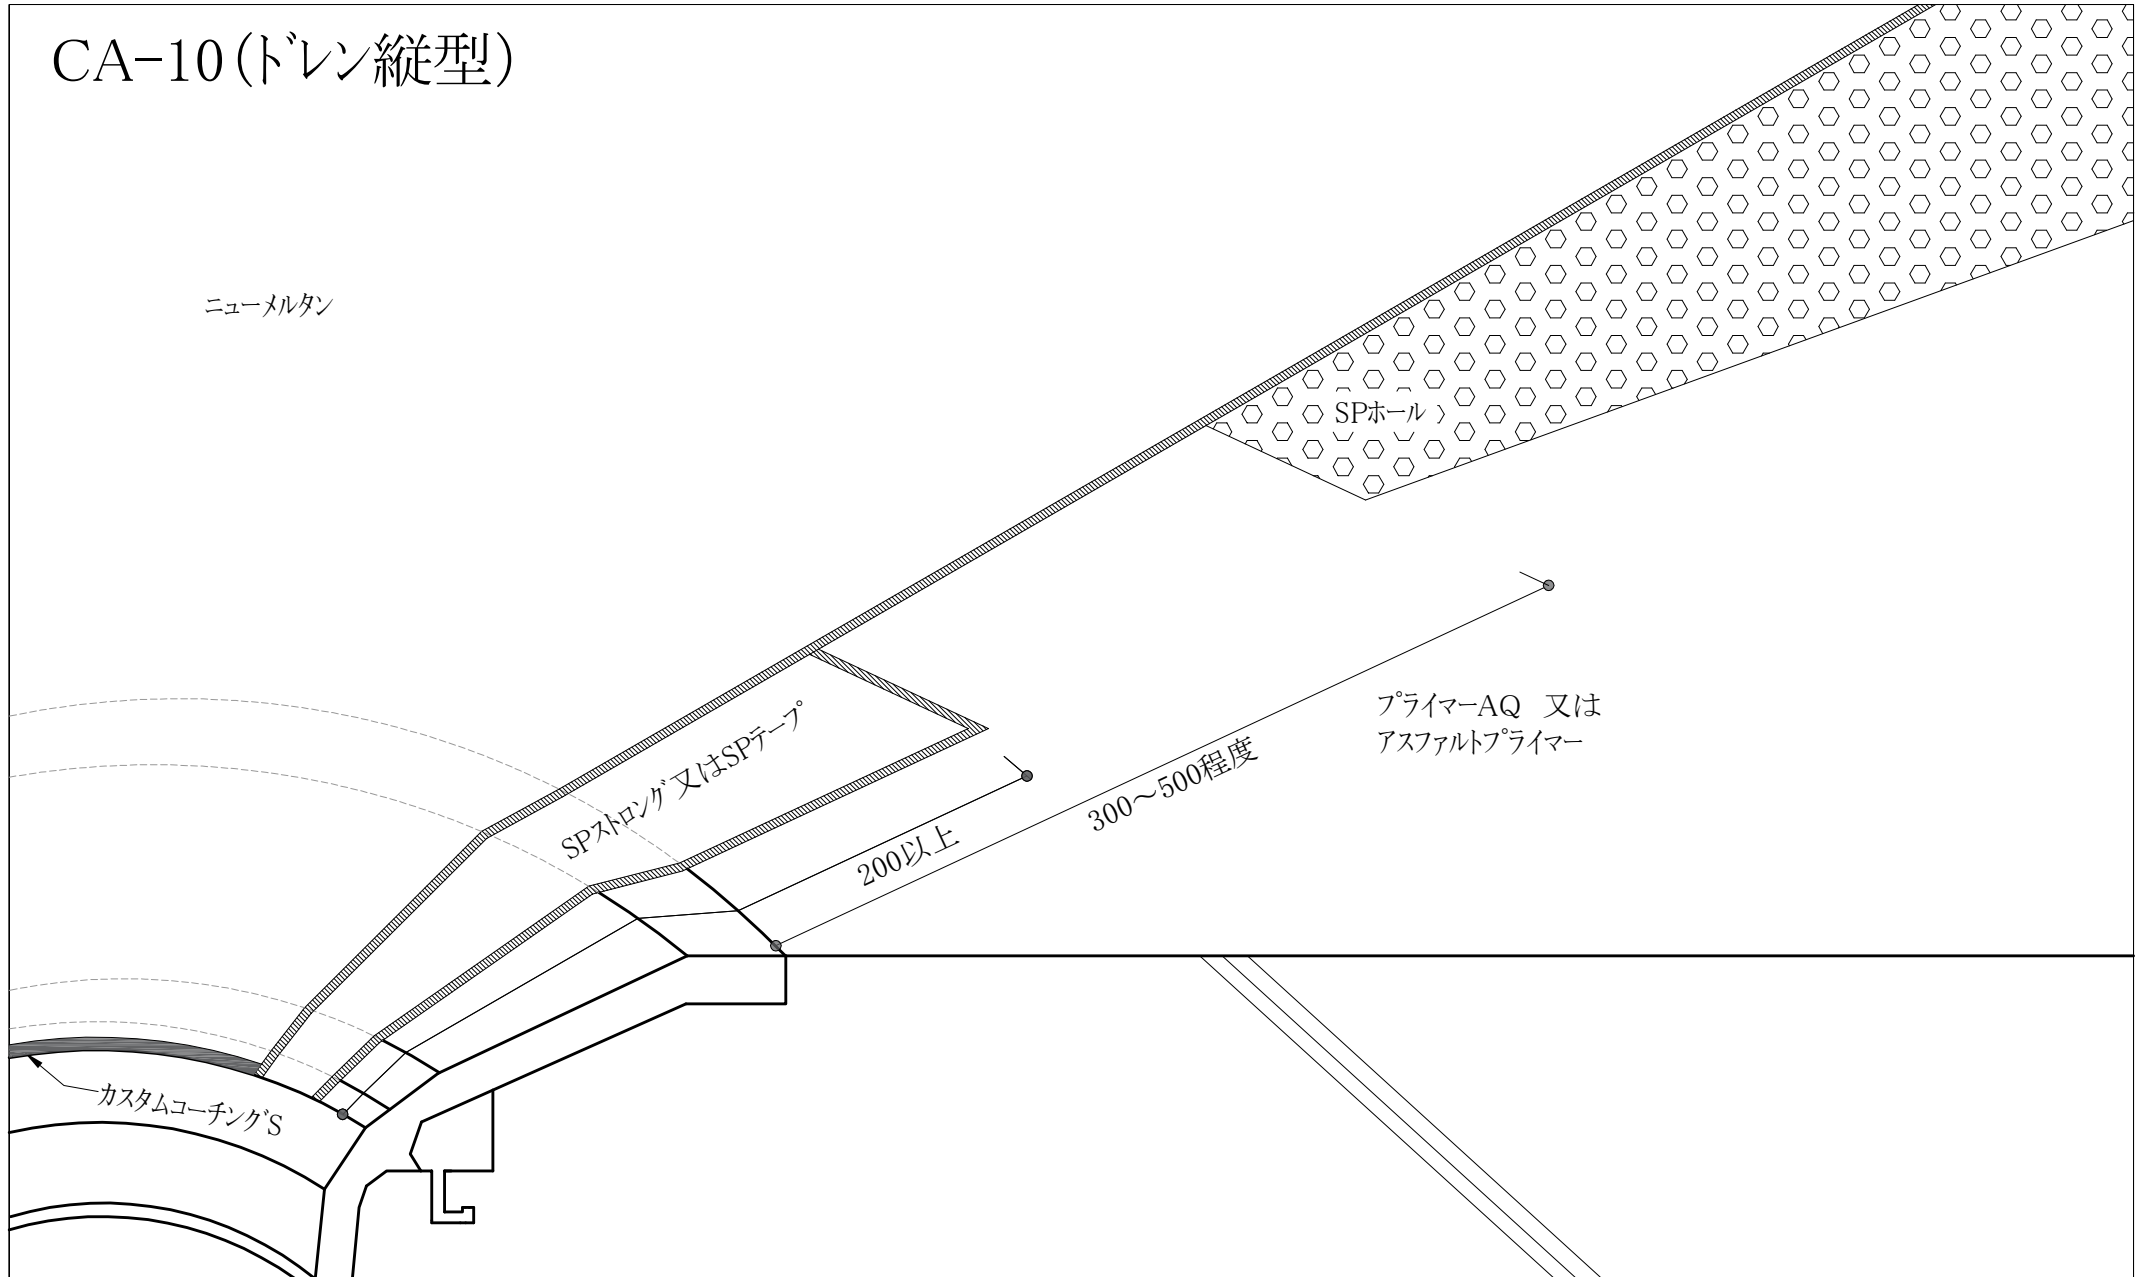 CA-10(ドレン縦型)
ニューメルタン
SPホール
SPストロング又はSPテープ
プライマーAQ 又は
アスファルトプライマー
300～500程度
200以上
カスタムコーチングS